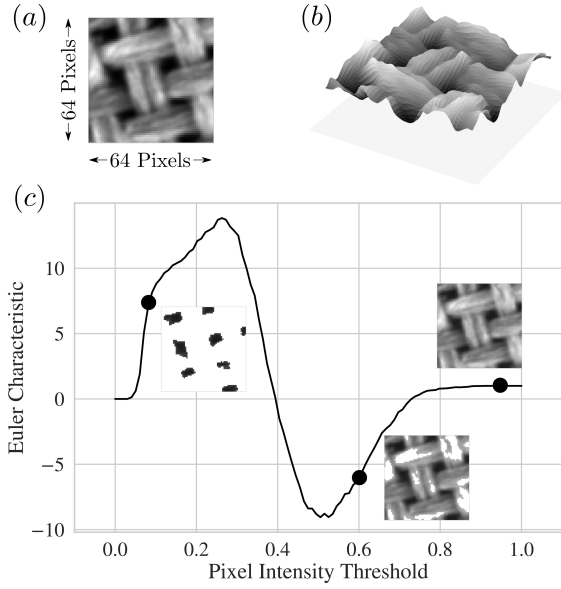 (a)
(b)
64 Pixels
64 Pixels
(c)
Euler Characteristic
10
5
0
−5
−10
0.0 0.2 0.4 0.6 0.8 1.0
Pixel Intensity Threshold